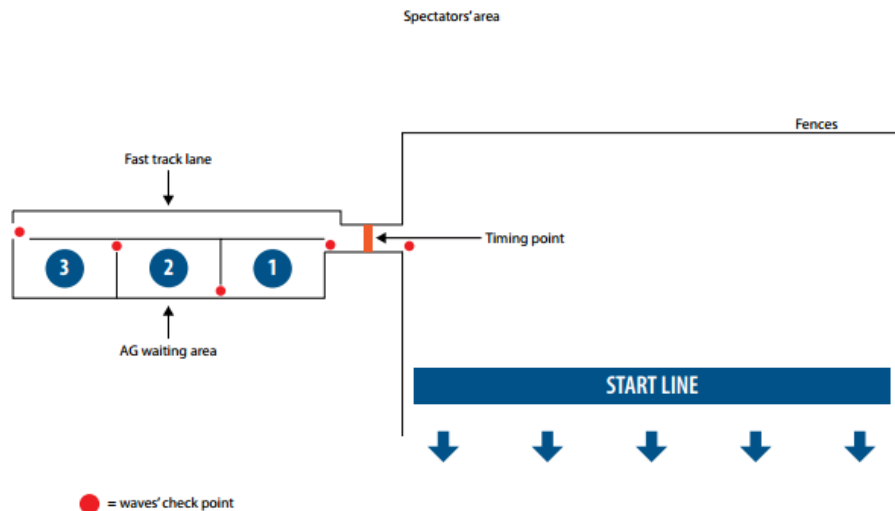 Spectators' area
Fences
Fast track lane
Timing point
3
2
1
AG waiting area
START LINE
= waves' check point